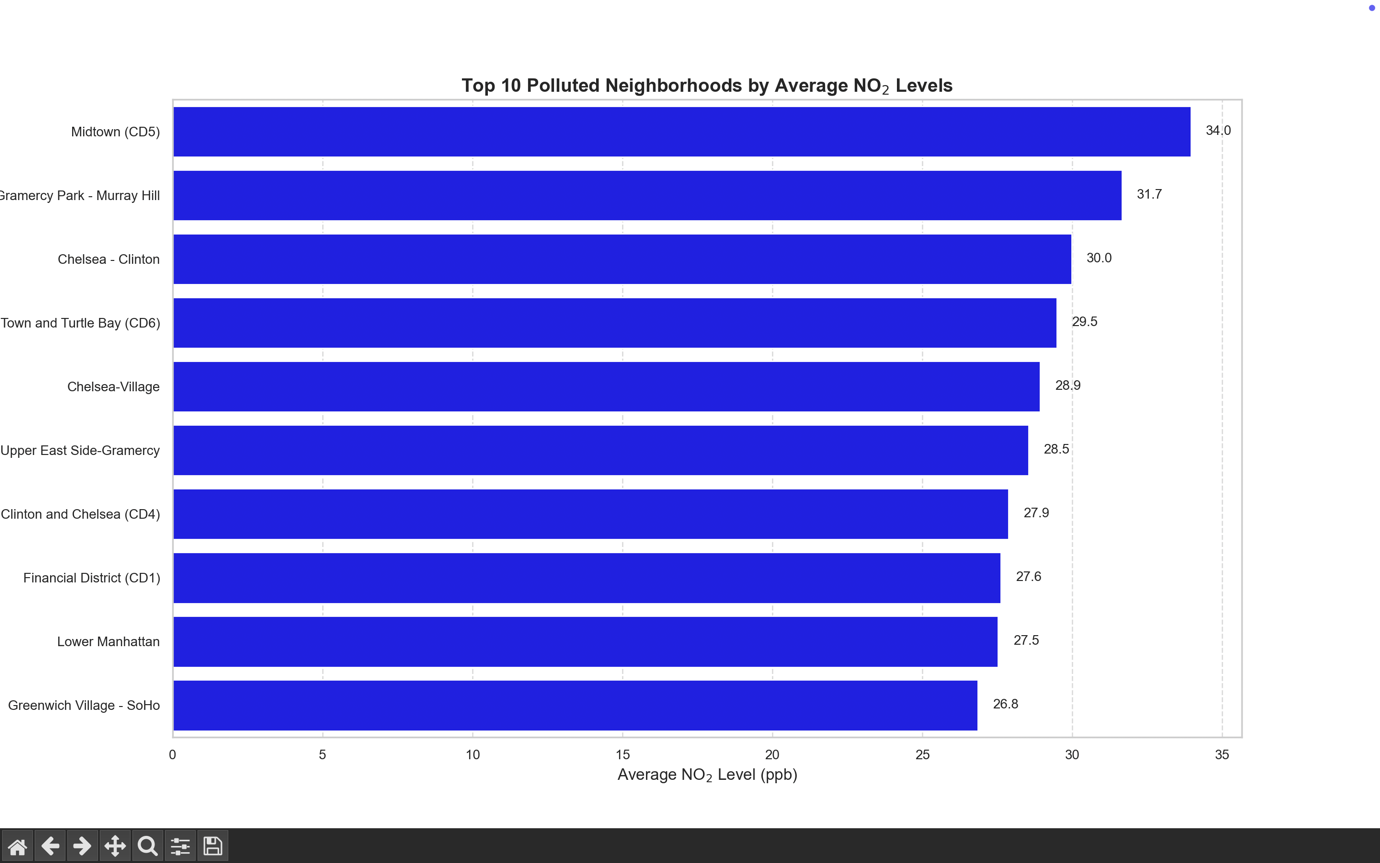 Top 10 Polluted Neighborhoods by Average NO₂ Levels
Midtown (CD5)
34.0
Gramercy Park - Murray Hill
31.7
Chelsea - Clinton
30.0
Town and Turtle Bay (CD6)
29.5
Chelsea-Village
28.9
Upper East Side-Gramercy
28.5
Clinton and Chelsea (CD4)
27.9
Financial District (CD1)
27.6
Lower Manhattan
27.5
Greenwich Village - SoHo
26.8
0 5 10 15 20 25 30 35
Average NO₂ Level (ppb)